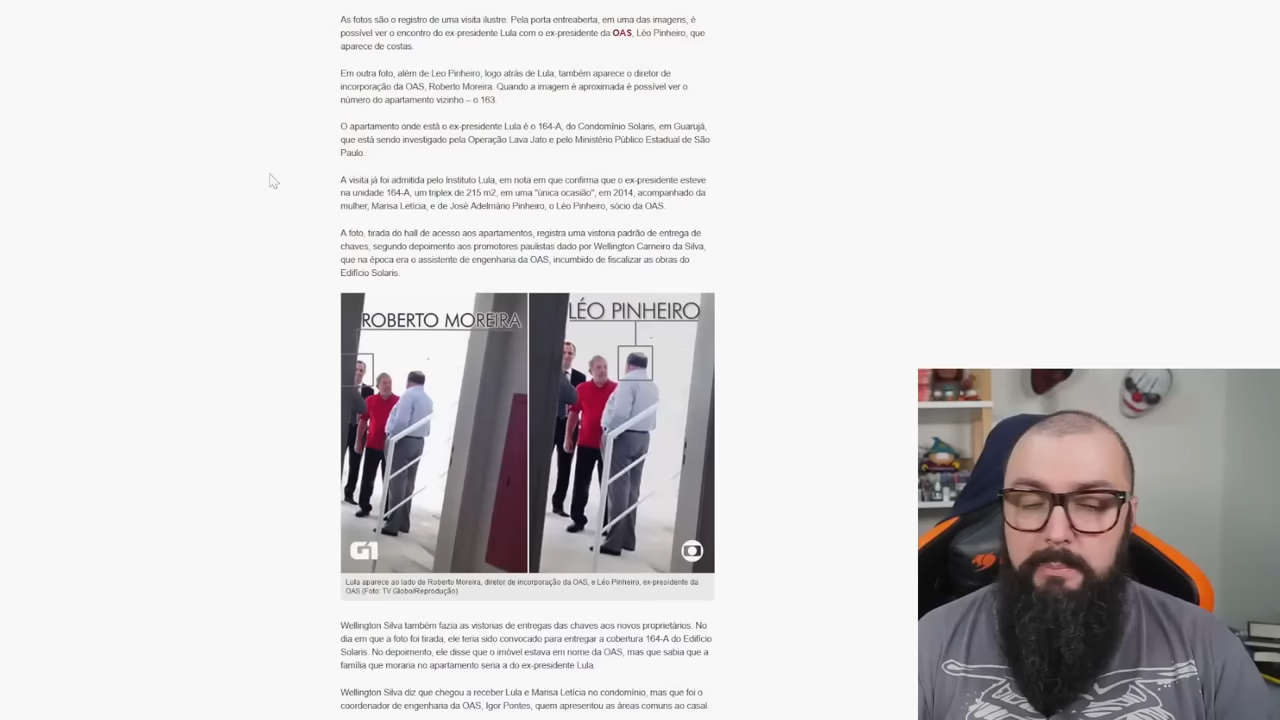 As fotos são o registro de uma visita ilustre. Pela porta entreaberta, em uma das imagens, é
possível ver o encontro do ex-presidente Lula com o ex-presidente da OAS, Léo Pinheiro, que
aparece de costas.
Em outra foto, além de Leo Pinheiro, logo atrás de Lula, também aparece o diretor de
incorporação da OAS, Roberto Moreira. Quando a imagem é aproximada é possível ver o
número do apartamento vizinho – o 163.
O apartamento onde está o ex-presidente Lula é o 164-A, do Condomínio Solaris, em Guarujá,
que está sendo investigado pela Operação Lava Jato e pelo Ministério Público Estadual de São
Paulo.
A visita já foi admitida pelo Instituto Lula, em nota em que confirma que o ex-presidente esteve
na unidade 164-A, um triplex de 215 m2, em uma "única ocasião", em 2014, acompanhado da
mulher, Marisa Letícia, e de José Adelmário Pinheiro, o Léo Pinheiro, sócio da OAS.
A foto, tirada do hall de acesso aos apartamentos, registra uma vistoria padrão de entrega de
chaves, segundo depoimento aos promotores paulistas dado por Wellington Carneiro da Silva,
que na época era o assistente de engenharia da OAS, incumbido de fiscalizar as obras do
Edifício Solaris.
ROBERTO MOREIRA
LÉO PINHEIRO
G1
Lula aparece ao lado de Roberto Moreira, diretor de incorporação da OAS, e Léo Pinheiro, ex-presidente da
OAS (Foto: TV Globo/Reprodução)
Wellington Silva também fazia as vistorias de entregas das chaves aos novos proprietários. No
dia em que a foto foi tirada, ele teria sido convocado para entregar a cobertura 164-A do Edifício
Solaris. No depoimento, ele disse que o imóvel estava em nome da OAS, mas que sabia que a
família que moraria no apartamento seria a do ex-presidente Lula.
Wellington Silva diz que chegou a receber Lula e Marisa Letícia no condomínio, mas que foi o
coordenador de engenharia da OAS, Igor Pontes, quem apresentou as áreas comuns ao casal.